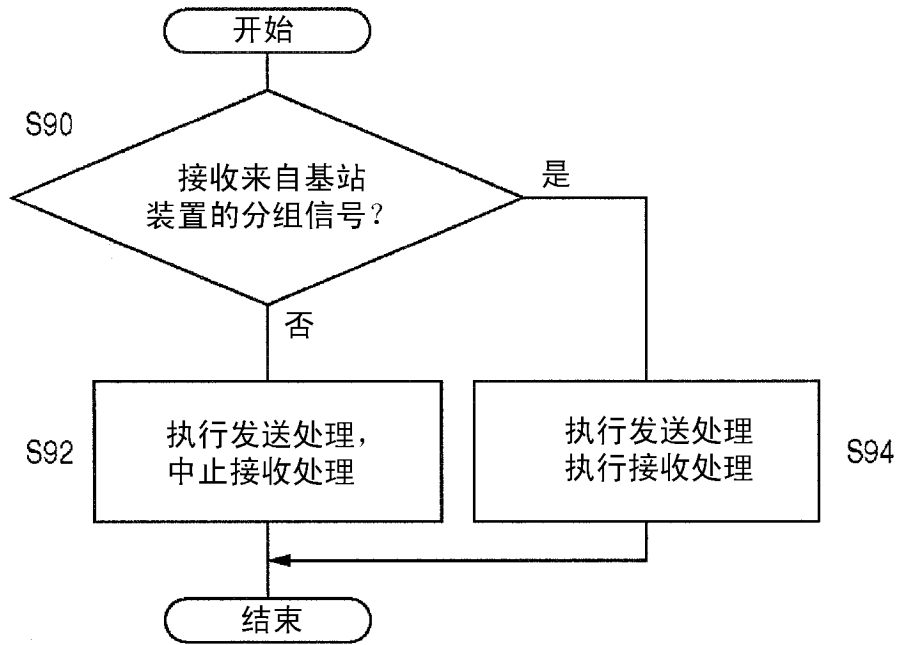 开始
S90
接收来自基站
装置的分组信号？
是
否
S92
执行发送处理，
中止接收处理
执行发送处理
执行接收处理
S94
结束